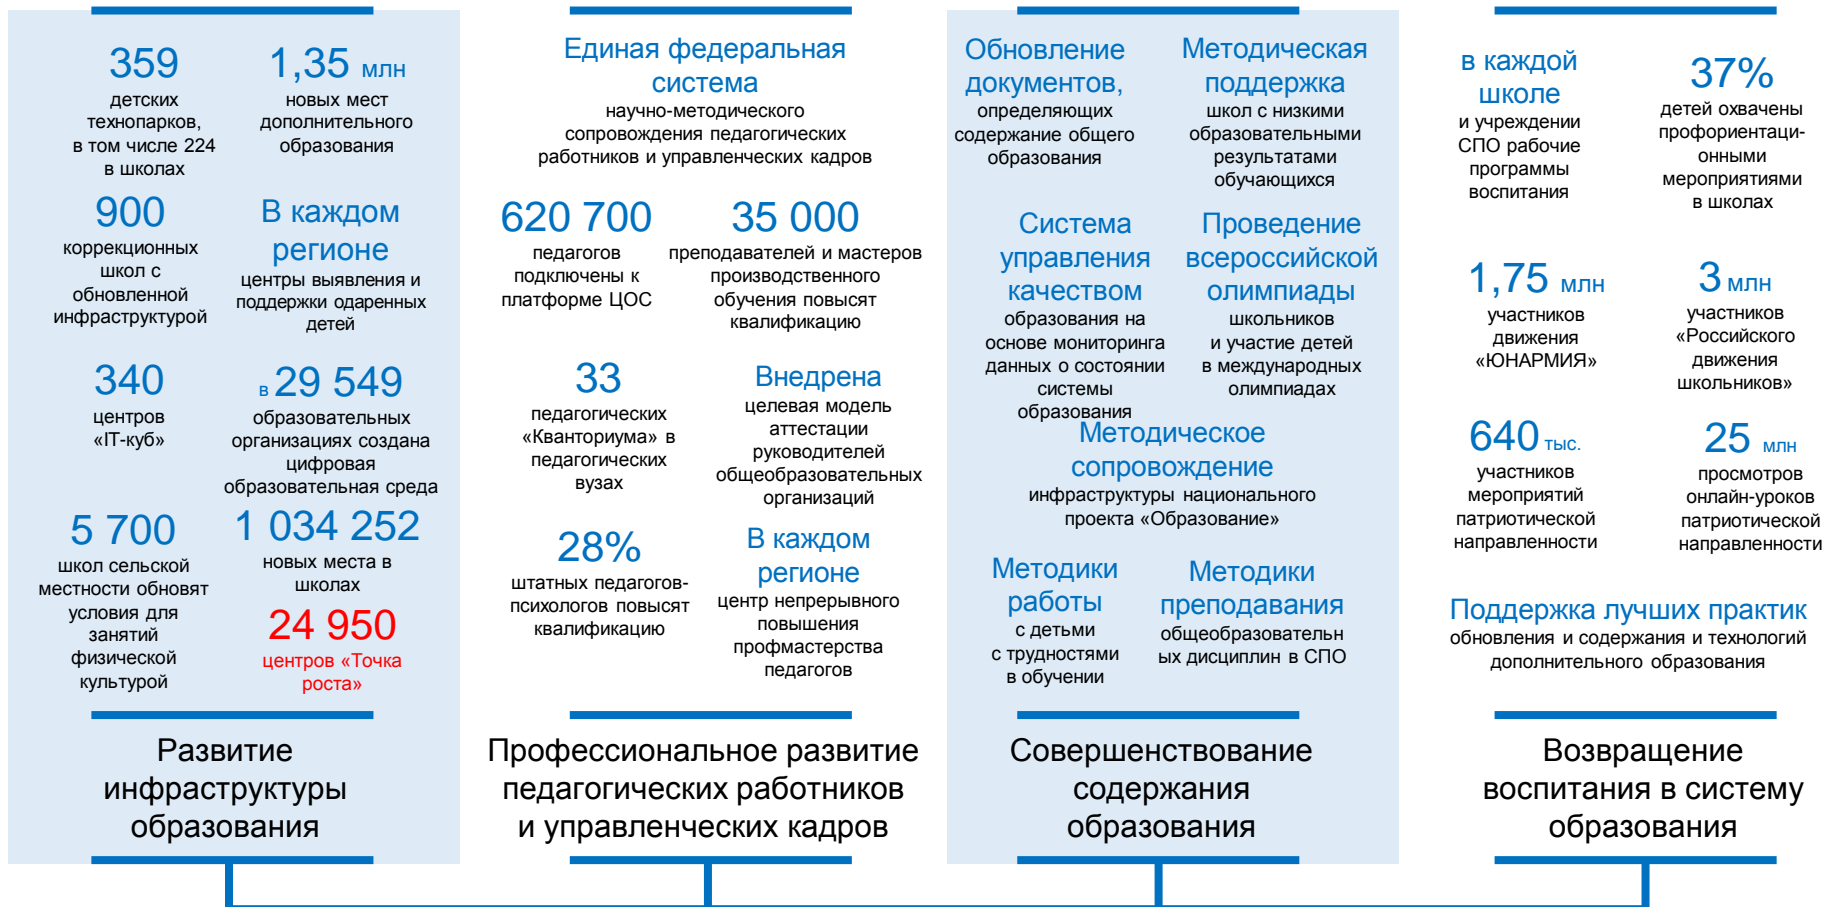 359
детских
технопарков,
в том числе 224
в школах
1,35 млн
новых мест
дополнительного
образования
900
коррекционных
школ с
обновленной
инфраструктурой
В каждом
регионе
центры выявления и
поддержки одаренных
детей
340
центров
«IT-куб»
в 29 549
образовательных
организациях создана
цифровая
образовательная среда
5 700
школ сельской
местности обновят
условия для
занятий
физической
культурой
1 034 252
новых места в
школах
24 950
центров «Точка
роста»
Развитие
инфраструктуры
образования
Единая федеральная
система
научно-методического
сопровождения педагогических
работников и управленческих кадров
620 700
педагогов
подключены к
платформе ЦОС
35 000
преподавателей и мастеров
производственного
обучения повысят
квалификацию
33
педагогических
«Кванториума» в
педагогических
вузах
Внедрена
целевая модель
аттестации
руководителей
общеобразовательных
организаций
28%
штатных педагогов-
психологов повысят
квалификацию
В каждом
регионе
центр непрерывного
повышения
профмастерства
педагогов
Профессиональное развитие
педагогических работников
и управленческих кадров
Обновление
документов,
определяющих
содержание общего
образования
Методическая
поддержка
школ с низкими
образовательными
результатами
обучающихся
Система
управления
качеством
образования на
основе мониторинга
данных о состоянии
системы
образования
Проведение
всероссийской
олимпиады
школьников
и участие детей
в международных
олимпиадах
Методическое
сопровождение
инфраструктуры национального
проекта «Образование»
Методики
работы
с детьми
с трудностями
в обучении
Методики
преподавания
общеобразовательн
ых дисциплин в СПО
Совершенствование
содержания
образования
в каждой
школе
и учреждении
СПО рабочие
программы
воспитания
37%
детей охвачены
профориентаци-
онными
мероприятиями
в школах
1,75 млн
участников
движения
«ЮНАРМИЯ»
3 млн
участников
«Российского
движения
школьников»
640 тыс.
участников
мероприятий
патриотической
направленности
25 млн
просмотров
онлайн-уроков
патриотической
направленности
Поддержка лучших практик
обновления и содержания и технологий
дополнительного образования
Возвращение
воспитания в систему
образования